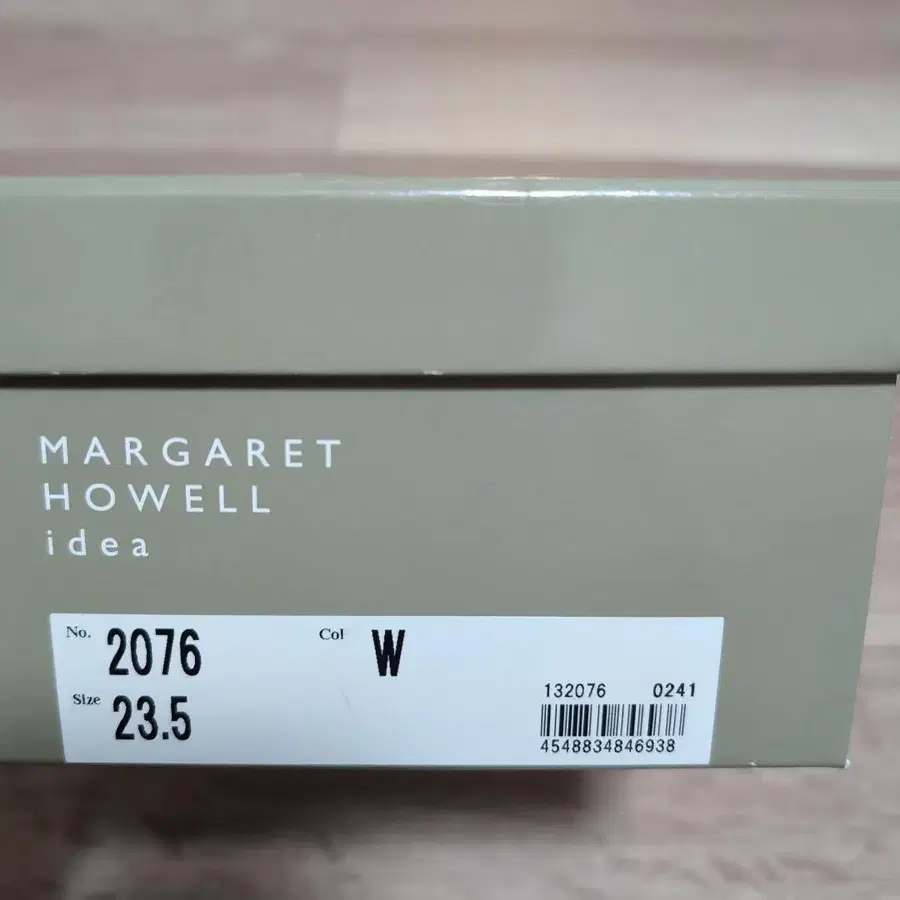 MARGARET
HOWELL
idea
No. 2076 Col W
Size 23.5
132076 0241
4548834846938